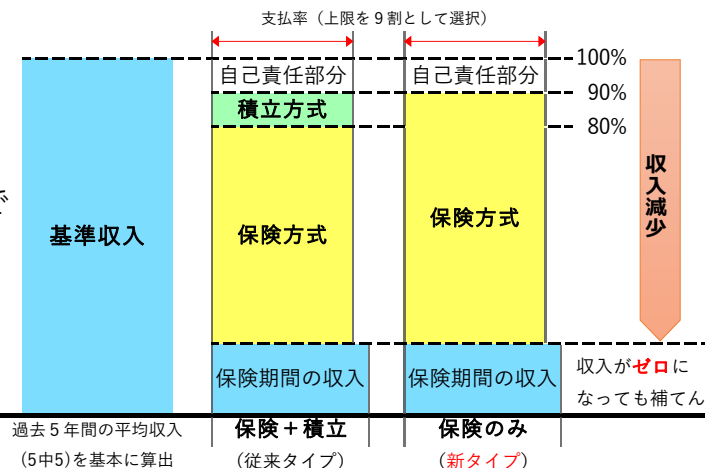 支払率（上限を９割として選択）
100%
自己責任部分
自己責任部分
90%
積立方式
80%
で
収入減少
基準収入
保険方式
保険方式
保険期間の収入
保険期間の収入
収入がゼロに
なっても補てん
過去５年間の平均収入
(5中5)を基本に算出
保険＋積立
(従来タイプ)
保険のみ
(新タイプ)